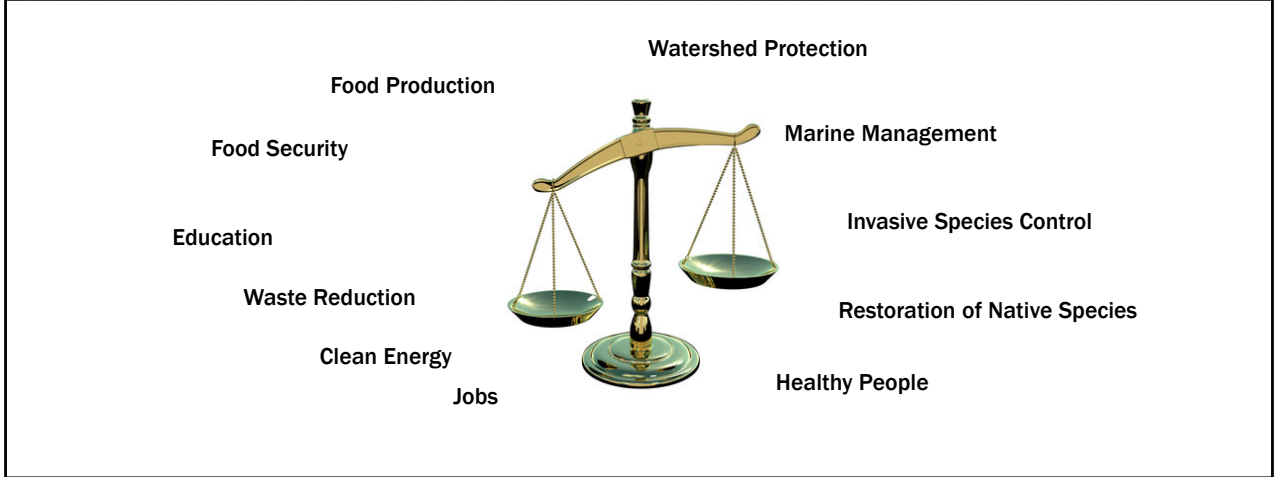 Watershed Protection
Food Production
Marine Management
Food Security
Invasive Species Control
Education
Waste Reduction
Restoration of Native Species
Clean Energy
Healthy People
Jobs